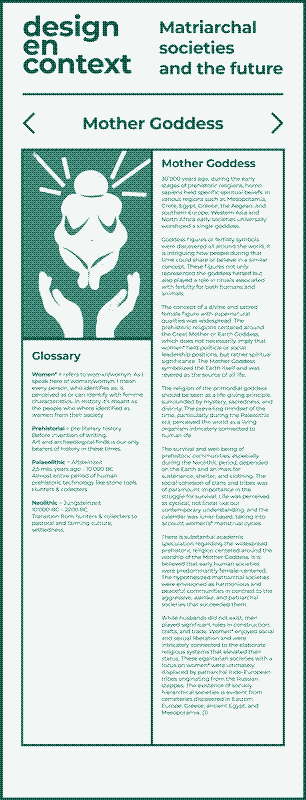 design
en
context
Matriarchal
societies
and the future
Mother Goddess
Mother Goddess
30'000 years ago, during the early
stages of prehistoric religions, homo
sapiens held specific spiritual beliefs in
various regions such as Mesopotamia,
Crete, Egypt, Greece, the Aegean, and
southern Europe, Western Asia and
North Africa early societies universally
worshiped a single goddess.
Goddess figures or fertility symbols
were discovered all around the world. It
is intriguing how people during that
time could share or believe in a similar
concept. These figures not only
represented the goddess herself but
also played a role in rituals associated
with fertility for both humans and
animals.
The concept of a divine and sacred
female figure with supernatural
qualities was widespread. The
prehistoric religions centered around
the Great Mother or Earth Goddess,
which does not necessarily imply that
women* held political or social
leadership positions, but rather spiritual
significance. The Mother Goddess
symbolized the Earth itself and was
revered as the source of all life.
The religion of the primordial goddess
should be seen as a life-giving principle,
surrounded by mystery, sacredness, and
divinity. The prevailing mindset of the
time, particularly during the Palaeolithic
era, perceived the world as a living
organism intricately connected to
human life.
The survival and well-being of
prehistoric communities, especially
during the Neolithic period, depended
on the Earth and animals for
sustenance, shelter, and clothing. The
social cohesion of clans and tribes was
of paramount importance in the
struggle for survival. Life was perceived
as cyclical, not linear like our
contemporary understanding, and the
calendar was lunar-based, taking into
account women's* menstrual cycles.
There is substantial academic
speculation regarding the widespread
prehistoric religion centered around the
worship of the Mother Goddess. It is
believed that early human societies
were predominantly female-centered.
The hypothesized matriarchal societies
were envisioned as harmonious and
peaceful communities in contrast to the
aggressive, warlike, and patriarchal
societies that succeeded them.
While husbands did not exist, men
played significant roles in construction,
crafts, and trade. Women* enjoyed social
and sexual liberation and were
intricately connected to the elaborate
religious systems that elevated their
status. These egalitarian societies with a
focus on women* were ultimately
displaced by patriarchal Indo-European
tribes originating from the Russian
steppes. The existence of society
hierarchical societies is evident from
cemeteries discovered in Eastern
Europe, Greece, ancient Egypt, and
Mesopotamia.
Glossary
Women* = refers to woman/womxn. As I
speak here of woman/womxn, I mean
every person, who identifies as, is
perceived as or can identify with femme
characteristics. In History it's meant as
the people who where identified as
women from their society.
Prehistorial = pre history history
Before invention of writing.
Art and archeological finds is our only
bearers of history in these times.
Palaeolithic = Altsteinzeit
2,5 mio. years ago - 10'000 BC
Almost entire period of human
prehistoric technology like stone tools
Hunters & collectors
Neolithic = Jungsteinzeit
10'000 BC - 2200 BC
Transition from hunters & collectors to
pastoral and farming culture,
settledness.